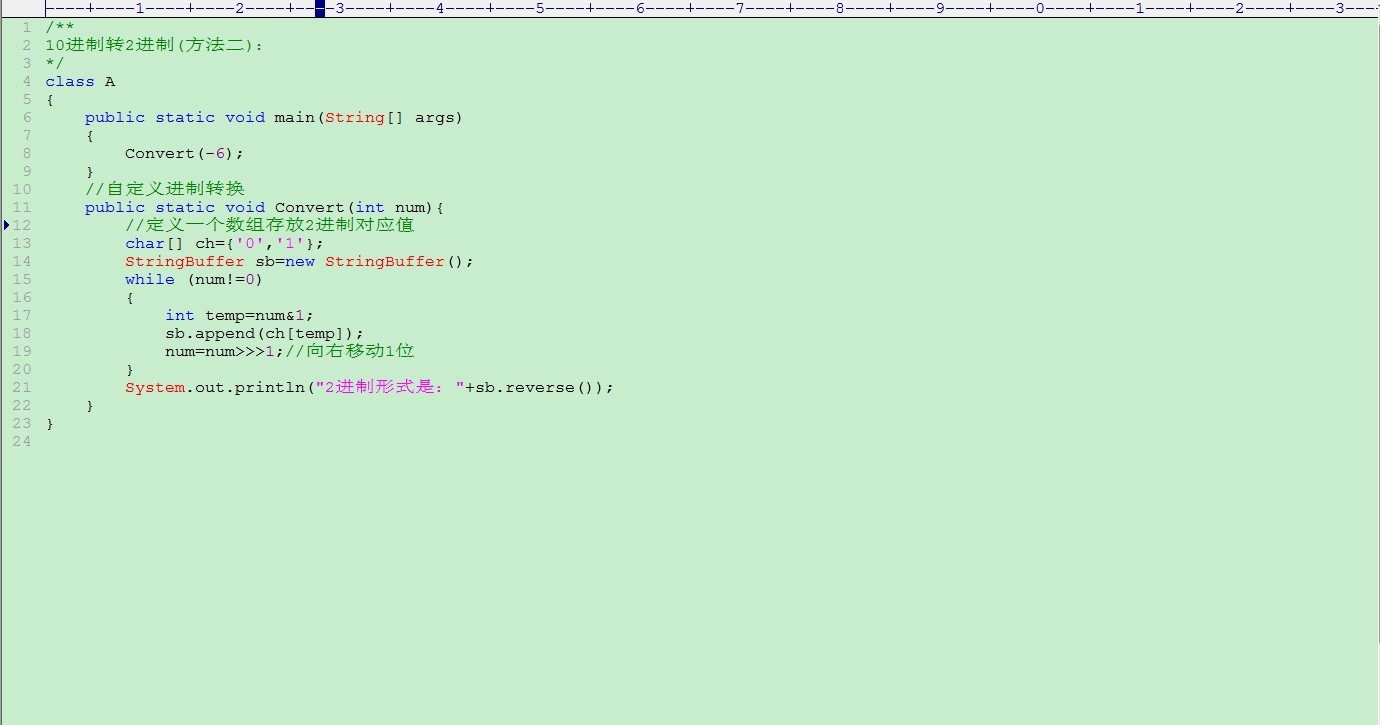 ----+----1----+----2----+----3----+----4----+----5----+----6----+----7----+----8----+----9----+----0----+----1----+----2----+----3---
1 /**
2 10进制转2进制(方法二):
3 */
4 class A
5 {
6     public static void main(String[] args)
7     {
8         Convert(-6);
9     }
10     //自定义进制转换
11     public static void Convert(int num){
12         //定义一个数组存放2进制对应值
13         char[] ch={'0','1'};
14         StringBuffer sb=new StringBuffer();
15         while (num!=0)
16         {
17             int temp=num&1;
18             sb.append(ch[temp]);
19             num=num>>>1;//向右移动1位
20         }
21         System.out.println("2进制形式是: "+sb.reverse());
22     }
23 }
24